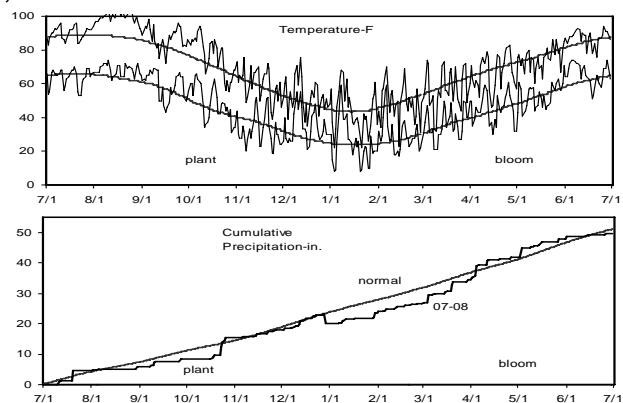 )
100
80
60
40
20
0
Temperature-F
plant
bloom
7/1 8/1 9/1 10/1 11/1 12/1 1/1 2/1 3/1 4/1 5/1 6/1 7/1
50
40
30
20
10
0
Cumulative
Precipitation-in.
normal
07-08
plant
bloom
7/1 8/1 9/1 10/1 11/1 12/1 1/1 2/1 3/1 4/1 5/1 6/1 7/1